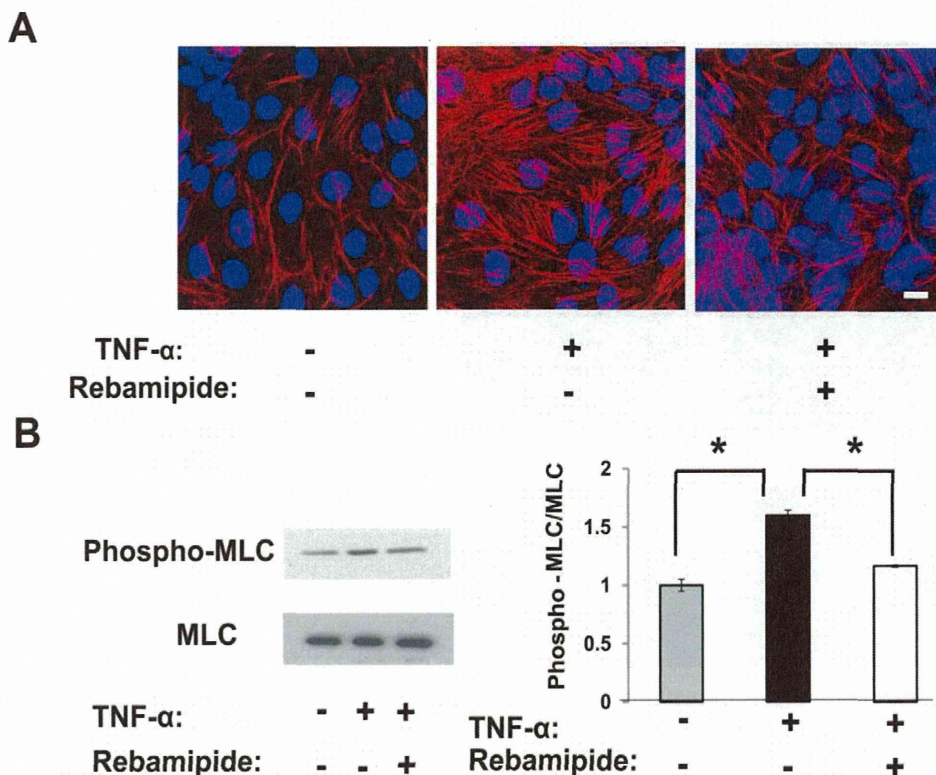 A
TNF-α: - + +
Rebamipide: - - +
B
Phospho-MLC
MLC
TNF-α: - + +
Rebamipide: - - +
* *
Phospho - MLC/MLC
2
1.5
1
0.5
0
TNF-α: - + +
Rebamipide: - - +